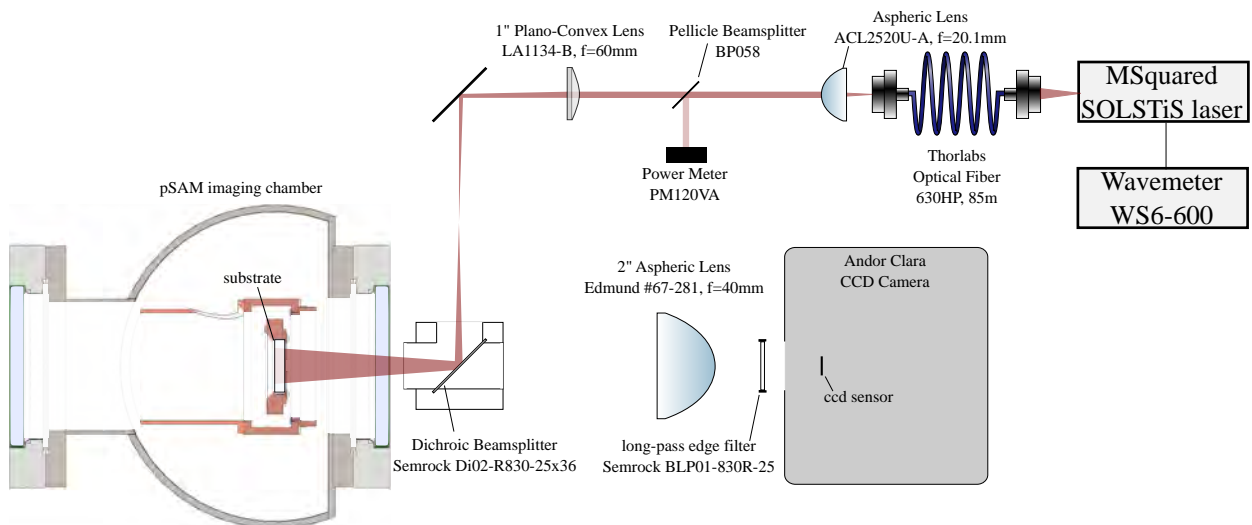 Aspheric Lens
ACL2520U-A, f=20.1mm
1" Plano-Convex Lens
LA1134-B, f=60mm
Pellicle Beamsplitter
BP058
MSquared
SOLSTiS laser
Power Meter
PM120VA
Thorlabs
Optical Fiber
630HP, 85m
Wavemeter
WS6-600
pSAM imaging chamber
substrate
2" Aspheric Lens
Edmund #67-281, f=40mm
Andor Clara
CCD Camera
ccd sensor
Dichroic Beamsplitter
Semrock Di02-R830-25x36
long-pass edge filter
Semrock BLP01-830R-25